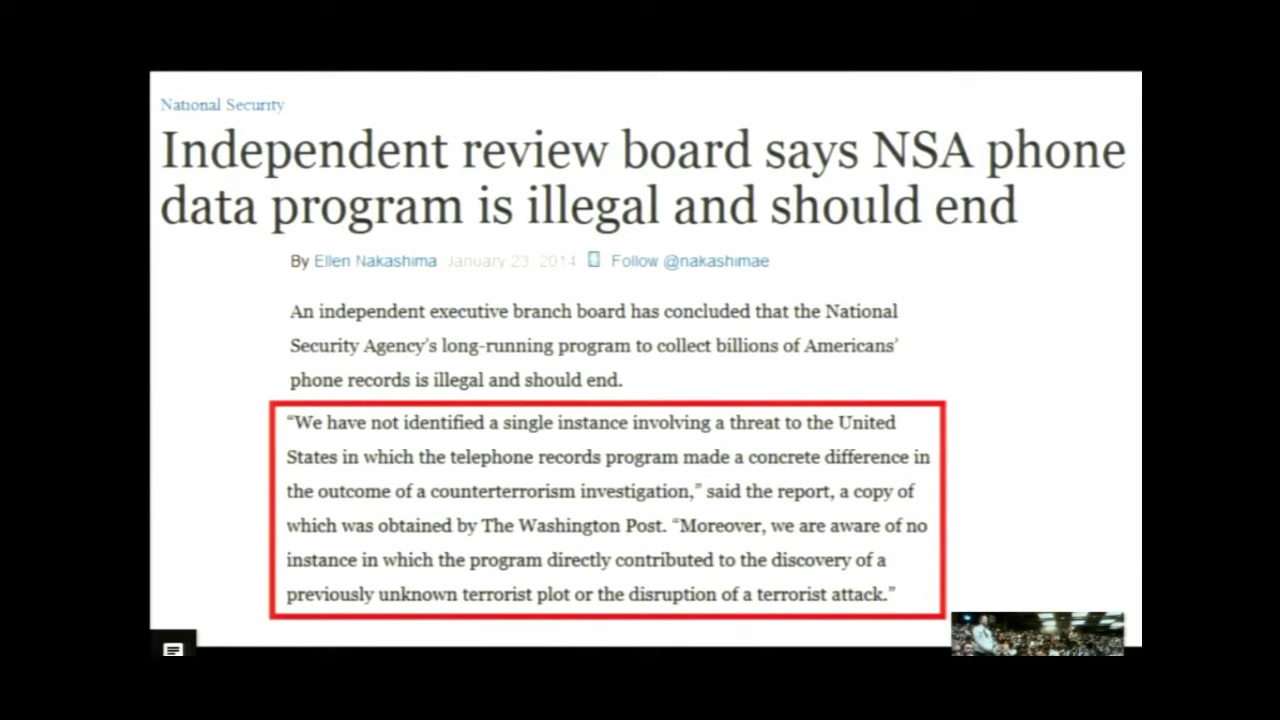 National Security
Independent review board says NSA phone
data program is illegal and should end
By Ellen Nakashima January 23, 2014 Follow @nakashimae
An independent executive branch board has concluded that the National
Security Agency’s long-running program to collect billions of Americans’
phone records is illegal and should end.
“We have not identified a single instance involving a threat to the United
States in which the telephone records program made a concrete difference in
the outcome of a counterterrorism investigation,” said the report, a copy of
which was obtained by The Washington Post. “Moreover, we are aware of no
instance in which the program directly contributed to the discovery of a
previously unknown terrorist plot or the disruption of a terrorist attack.”